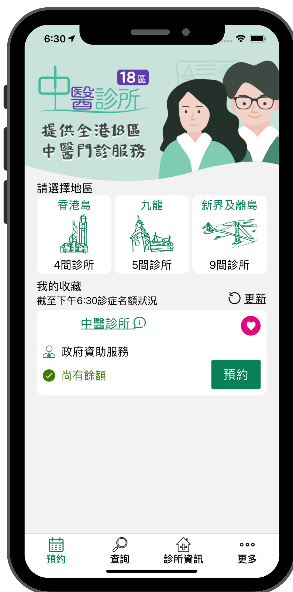 6:30
中醫診所
18區
提供全港18區
中醫門診服務
請選擇地區
香港島
九龍
新界及離島
4間診所
5間診所
9間診所
我的收藏
截至下午6:30診症名額狀況
更新
中醫診所
政府資助服務
尚有餘額
預約
預約
查詢
診所資訊
更多